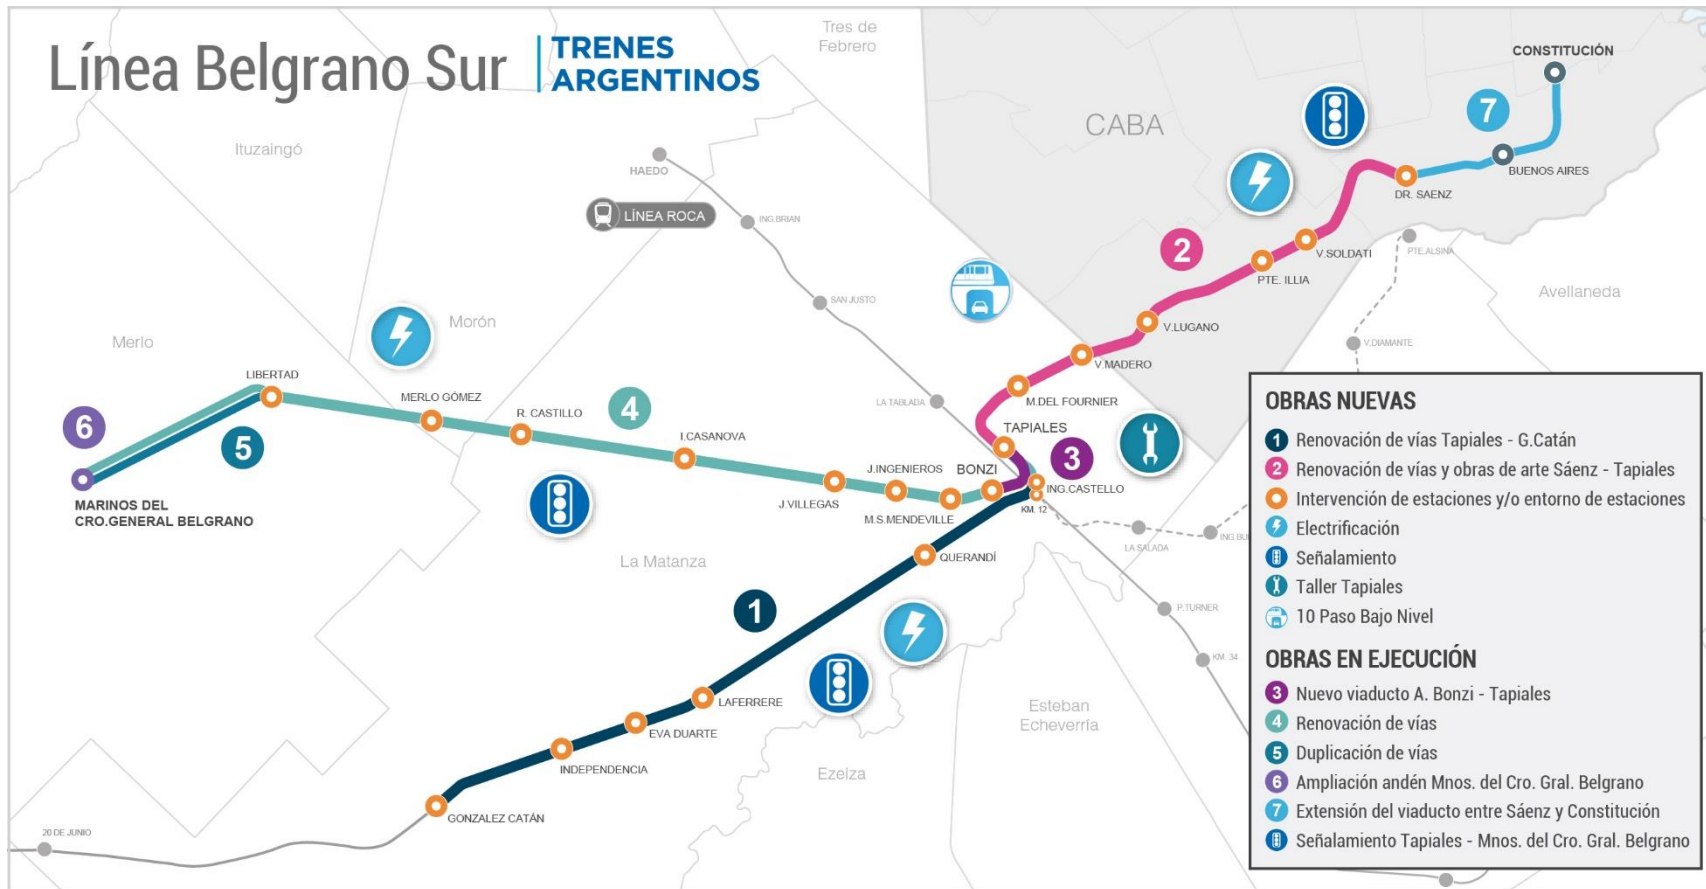 Línea Belgrano Sur
TRENES
ARGENTINOS
Tres de
Febrero
CONSTITUCIÓN
7
CABA
Ituzaingó
HAEDO
LÍNEA ROCA
ING.BRIAN
BUENOS AIRES
DR. SAENZ
2
V.SOLDATI
PTE.ALSINA
PTE. ILLIA
Avellaneda
SAN JUSTO
Morón
Merlo
V.LUGANO
V.DIAMANTE
V.MADERO
LIBERTAD
MERLO GÓMEZ
R. CASTILLO
4
LA TABLADA
M.DEL FOURNIER
6
5
I.CASANOVA
TAPIALES
3
J.INGENIEROS
BONZI
ING.CASTELLO
KM. 12
MARINOS DEL
CRO.GENERAL BELGRANO
J.VILLEGAS
M.S.MENDEVILLE
LA SALADA
La Matanza
QUERANDÍ
1
P.TURNER
KM. 34
LAFERRERE
Esteban
Echeverría
EVA DUARTE
INDEPENDENCIA
Ezeiza
GONZALEZ CATÁN
20 DE JUNIO
OBRAS NUEVAS
1 Renovación de vías Tapiales - G.Catán
2 Renovación de vías y obras de arte Sáenz - Tapiales
Intervención de estaciones y/o entorno de estaciones
Electrificación
Señalamiento
Taller Tapiales
10 Paso Bajo Nivel
OBRAS EN EJECUCIÓN
3 Nuevo viaducto A. Bonzi - Tapiales
4 Renovación de vías
5 Duplicación de vías
6 Ampliación andén Mnos. del Cro. Gral. Belgrano
7 Extensión del viaducto entre Sáenz y Constitución
Señalamiento Tapiales - Mnos. del Cro. Gral. Belgrano